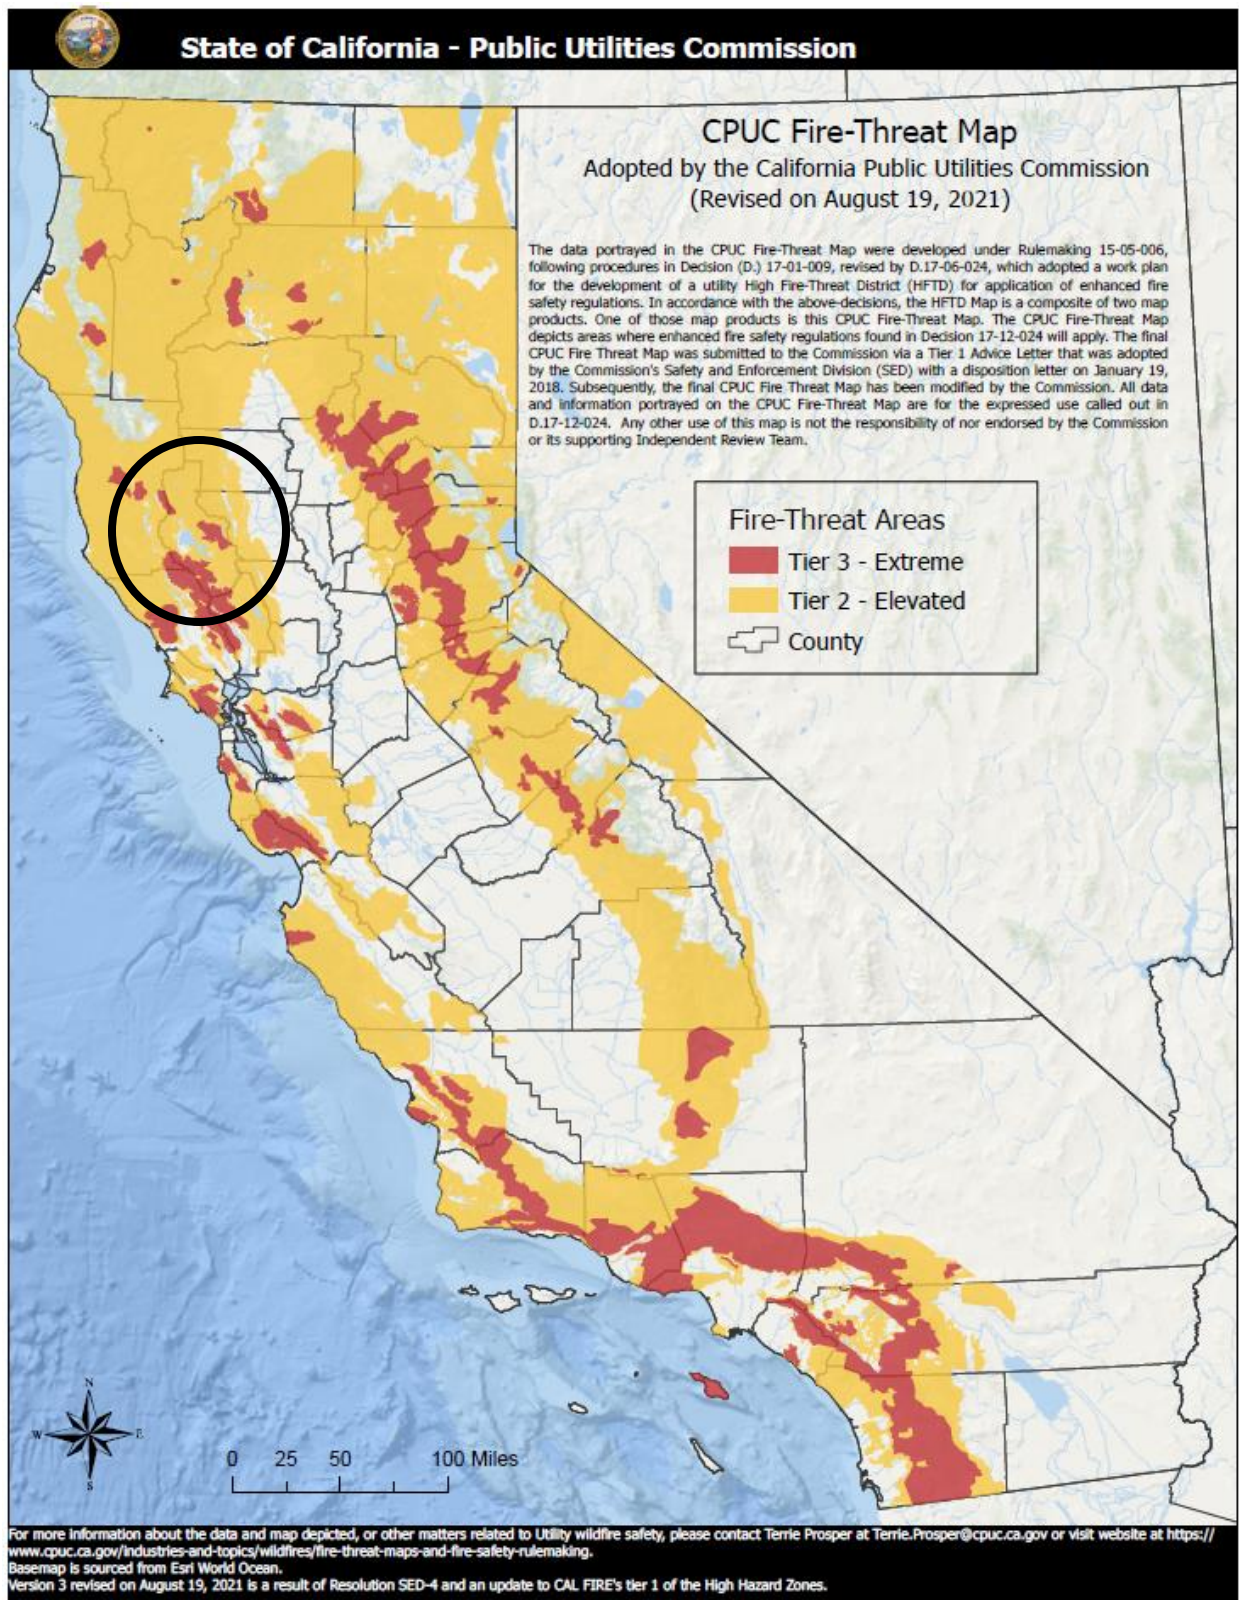 State of California - Public Utilities Commission
CPUC Fire-Threat Map
Adopted by the California Public Utilities Commission
(Revised on August 19, 2021)
The data portrayed in the CPUC Fire-Threat Map were developed under Rulemaking 15-05-006,
following procedures in Decision (D.) 17-01-009, revised by D.17-06-024, which adopted a work plan
for the development of a utility High Fire-Threat District (HFTD) for application of enhanced fire
safety regulations. In accordance with the above-decisions, the HFTD Map is a composite of two map
products. One of those map products is this CPUC Fire-Threat Map. The CPUC Fire-Threat Map
depicts areas where enhanced fire safety regulations found in Decision 17-12-024 will apply. The final
CPUC Fire Threat Map was submitted to the Commission via a Tier 1 Advice Letter that was adopted
by the Commission's Safety and Enforcement Division (SED) with a disposition letter on January 19,
2018. Subsequently, the final CPUC Fire Threat Map has been modified by the Commission. All data
and information portrayed on the CPUC Fire-Threat Map are for the expressed use called out in
D.17-12-024. Any other use of this map is not the responsibility of nor endorsed by the Commission
or its supporting Independent Review Team.
Fire-Threat Areas
Tier 3 - Extreme
Tier 2 - Elevated
County
N
W E
S
0 25 50 100 Miles
For more information about the data and map depicted, or other matters related to Utility wildfire safety, please contact Terrie Prosper at Terrie.Prosper@cpuc.ca.gov or visit website at https://
www.cpuc.ca.gov/industries-and-topics/wildfires/fire-threat-maps-and-fire-safety-rulemaking.
Basemap is sourced from Esri World Ocean.
Version 3 revised on August 19, 2021 is a result of Resolution SED-4 and an update to CAL FIRE's tier 1 of the High Hazard Zones.